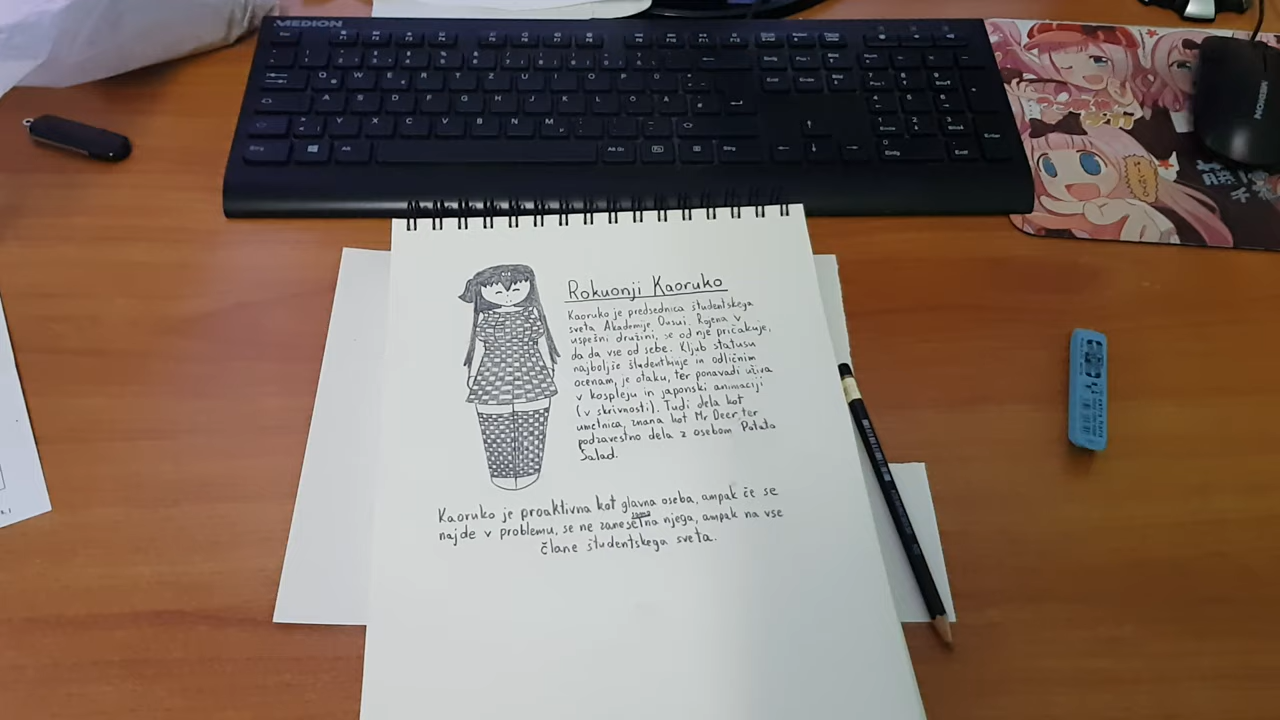 MEDION
Rokuonji Kaoruko
Kaoruko je predsednica študentskega
sveta Akademije Ousui. Rojena v
uspešni družini, se od nje pričakuje,
da da vse od sebe. Kljub statusu
najboljše študentkinje in odličnim
ocenam, je otaku, ter ponavadi uživa
v kospleju in japonski animaciji
(v skrivnosti). Tudi dela kot
umetnica, znana kot Mr Deer, ter
podzavestno dela z osebom Potato
Salad.
Kaoruko je proaktivna kot glavna oseba, ampak če se
najde v problemu, se ne zanese samo na njega, ampak na vse
člane študentskega sveta.
MEDION